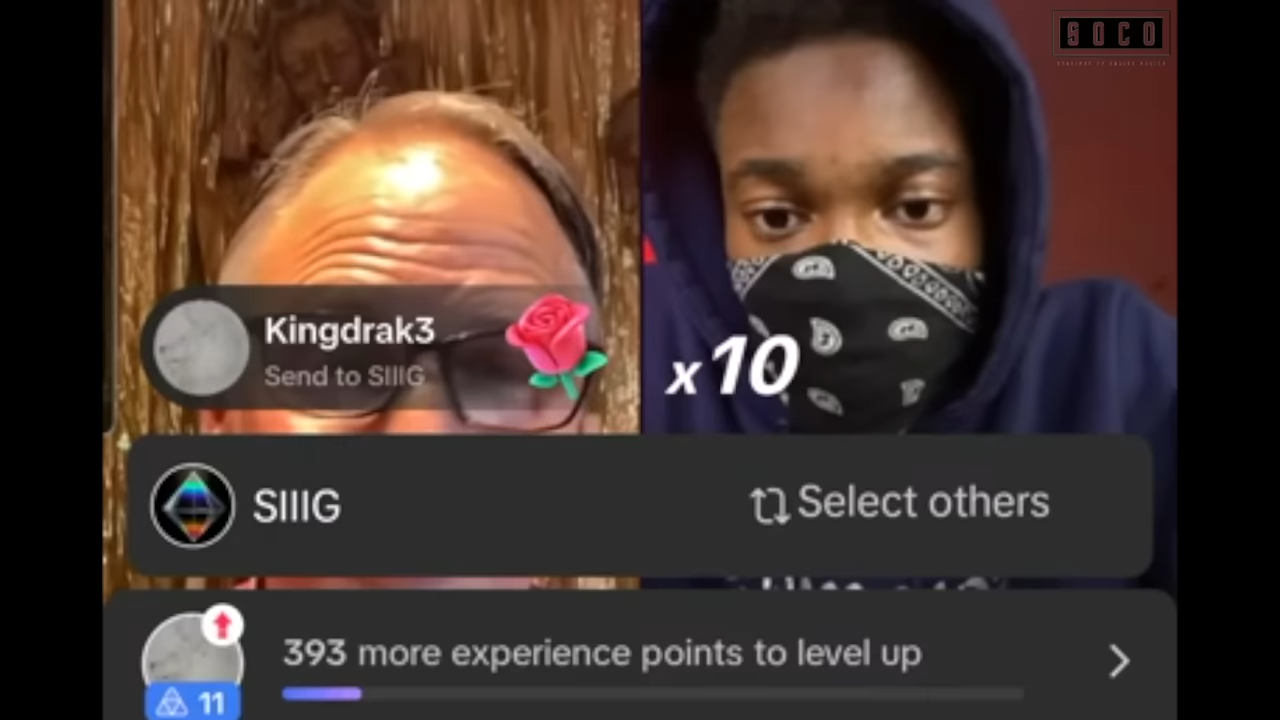 SOCO
Kingdrak3
Send to SIIIG
x10
SIIIG
Select others
393 more experience points to level up
11